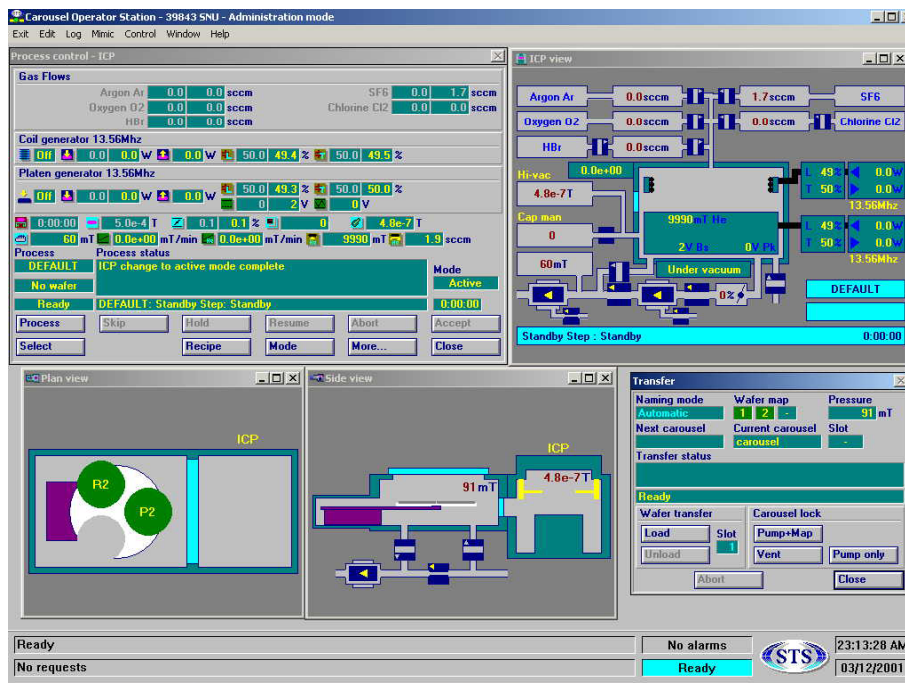 Carousel Operator Station - 39843 SNU - Administration mode
Exit Edit Log Mimic Control Window Help
Process control - ICP
Gas Flows
Argon Ar 0.0 0.0 sccm SF6 0.0 1.7 sccm
Oxygen O2 0.0 0.0 sccm Chlorine Cl2 0.0 0.0 sccm
HBr 0.0 0.0 sccm
Coil generator 13.56Mhz
Off 0.0 0.0 W 0.0 W 50.0 49.4 % 50.0 49.5 %
Platen generator 13.56Mhz
Off 0.0 0.0 W 0.0 W 50.0 49.3 % 50.0 50.0 %
0 2 V 0 V
0:00:00 5.0e-4 T 0.1 0.1 % 0 4.8e-7 T
60 mT 0.0e+00 mT/min 0.0e+00 mT/min 9990 mT 1.9 sccm
Process Process status
DEFAULT ICP change to active mode complete
Mode
No wafer Active
Ready DEFAULT: Standby Step: Standby 0:00:00
Process Skip Hold Resume Abort Accept
Select Recipe Mode More... Close
ICP view
Argon Ar 0.0sccm 1.7sccm SF6
Oxygen O2 0.0sccm 0.0sccm Chlorine Cl2
HBr 0.0sccm
Hi-vac 0.0e+00 L 49% 0.0W
4.8e-7T T 50% 0.0W
13.56Mhz
Cap man 9990mT He L 49% 0.0W
0 2V Bs 0V Pk T 50% 0.0W
13.56Mhz
60mT Under vacuum
0% DEFAULT
Standby Step : Standby 0:00:00
Plan view
ICP
R2
P2
Side view
ICP
91 mT 4.8e-7T
Transfer
Naming mode Wafer map Pressure
Automatic 1 2 - 91 mT
Next carousel Current carousel Slot
carousel -
Transfer status
Ready
Wafer transfer Carousel lock
Load Slot Pump+Map
Unload 1 Vent Pump only
Abort Close
Ready No alarms 23:13:28 AM
No requests Ready STS 03/12/2001